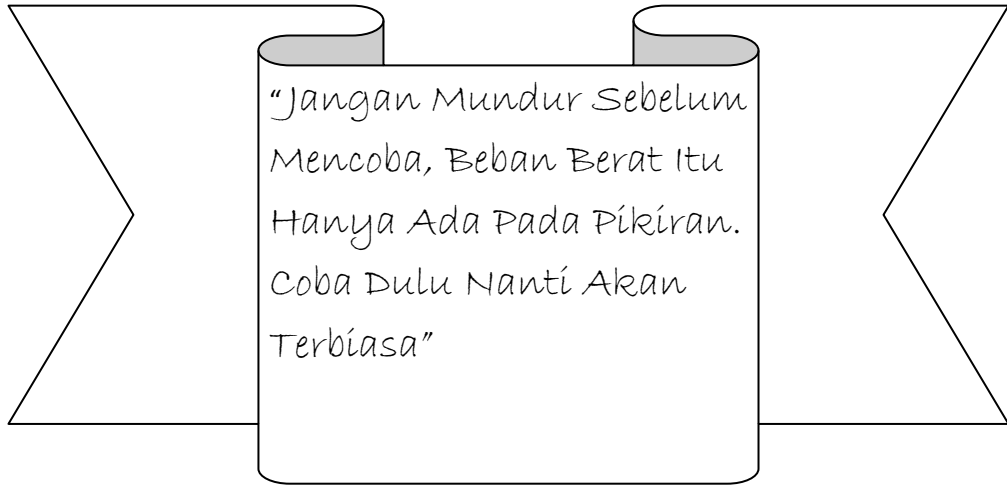 “Jangan Mundur Sebelum
Mencoba, Beban Berat Itu
Hanya Ada Pada Pikiran.
Coba Dulu Nanti Akan
Terbiasa”